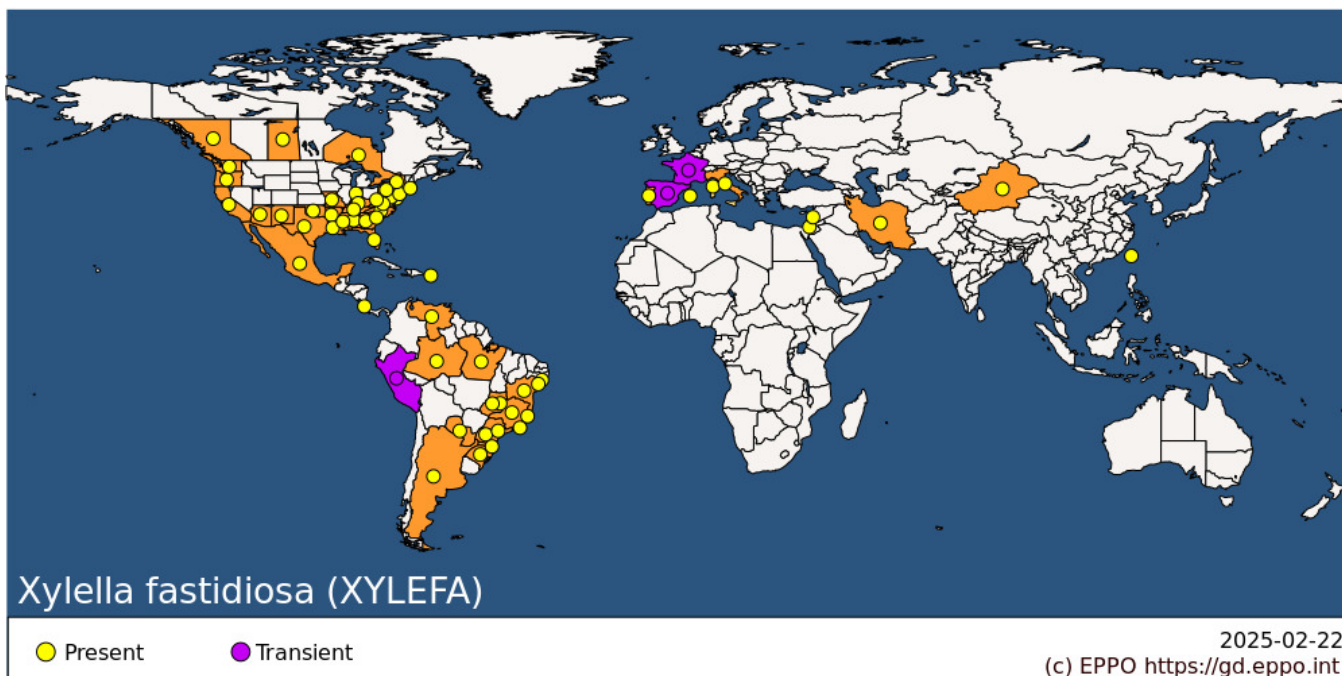 Xylella fastidiosa (XYLEFA)
Present
Transient
2025-02-22
(c) EPPO https://gd.eppo.int